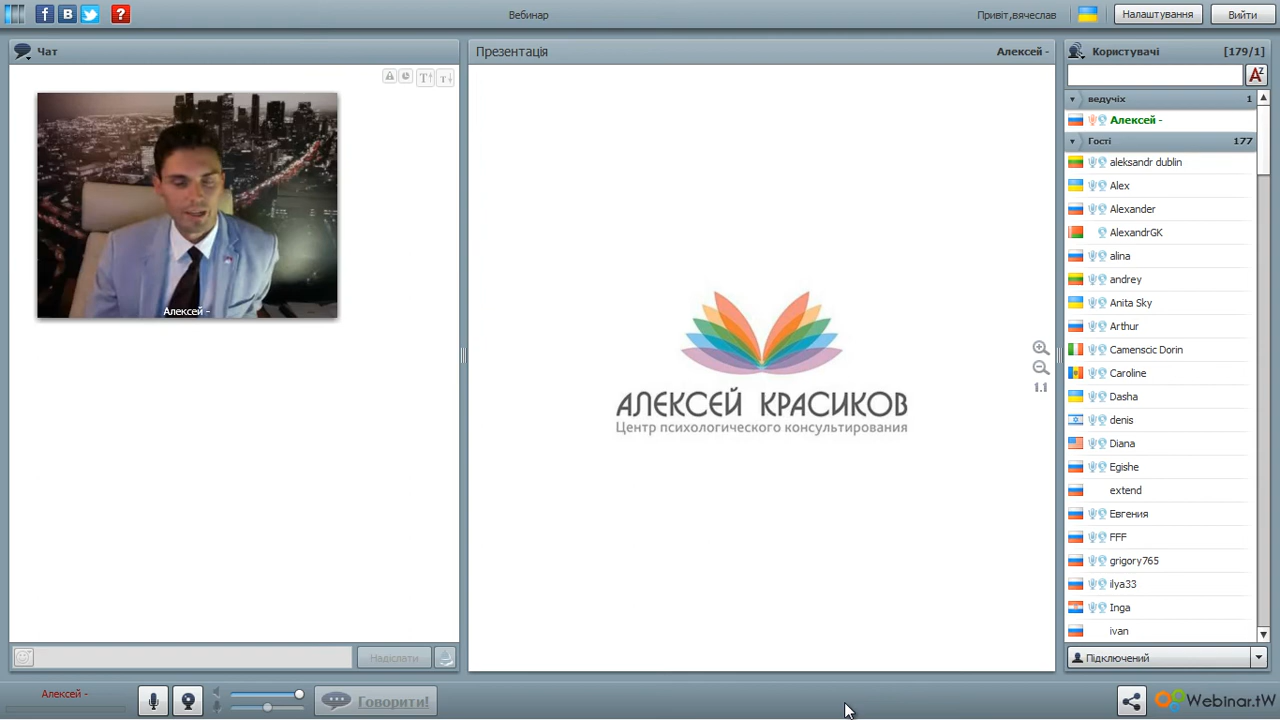 Вебинар
Привіт,вячеслав
Налаштування
Вийти
Чат
Алексей -
Презентація
Алексей -
АЛЕКСЕЙ КРАСИКОВ
Центр психологического консультирования
1.1
Користувачі [179/1]
ведучіх 1
Алексей -
Гості 177
aleksandr dublin
Alex
Alexander
AlexandrGK
alina
andrey
Anita Sky
Arthur
Camenscic Dorin
Caroline
Dasha
denis
Diana
Egishe
extend
Евгения
FFF
grigory765
ilya33
Inga
ivan
Надіслати
Підключений
Алексей -
Говорити!
Webinar.tw